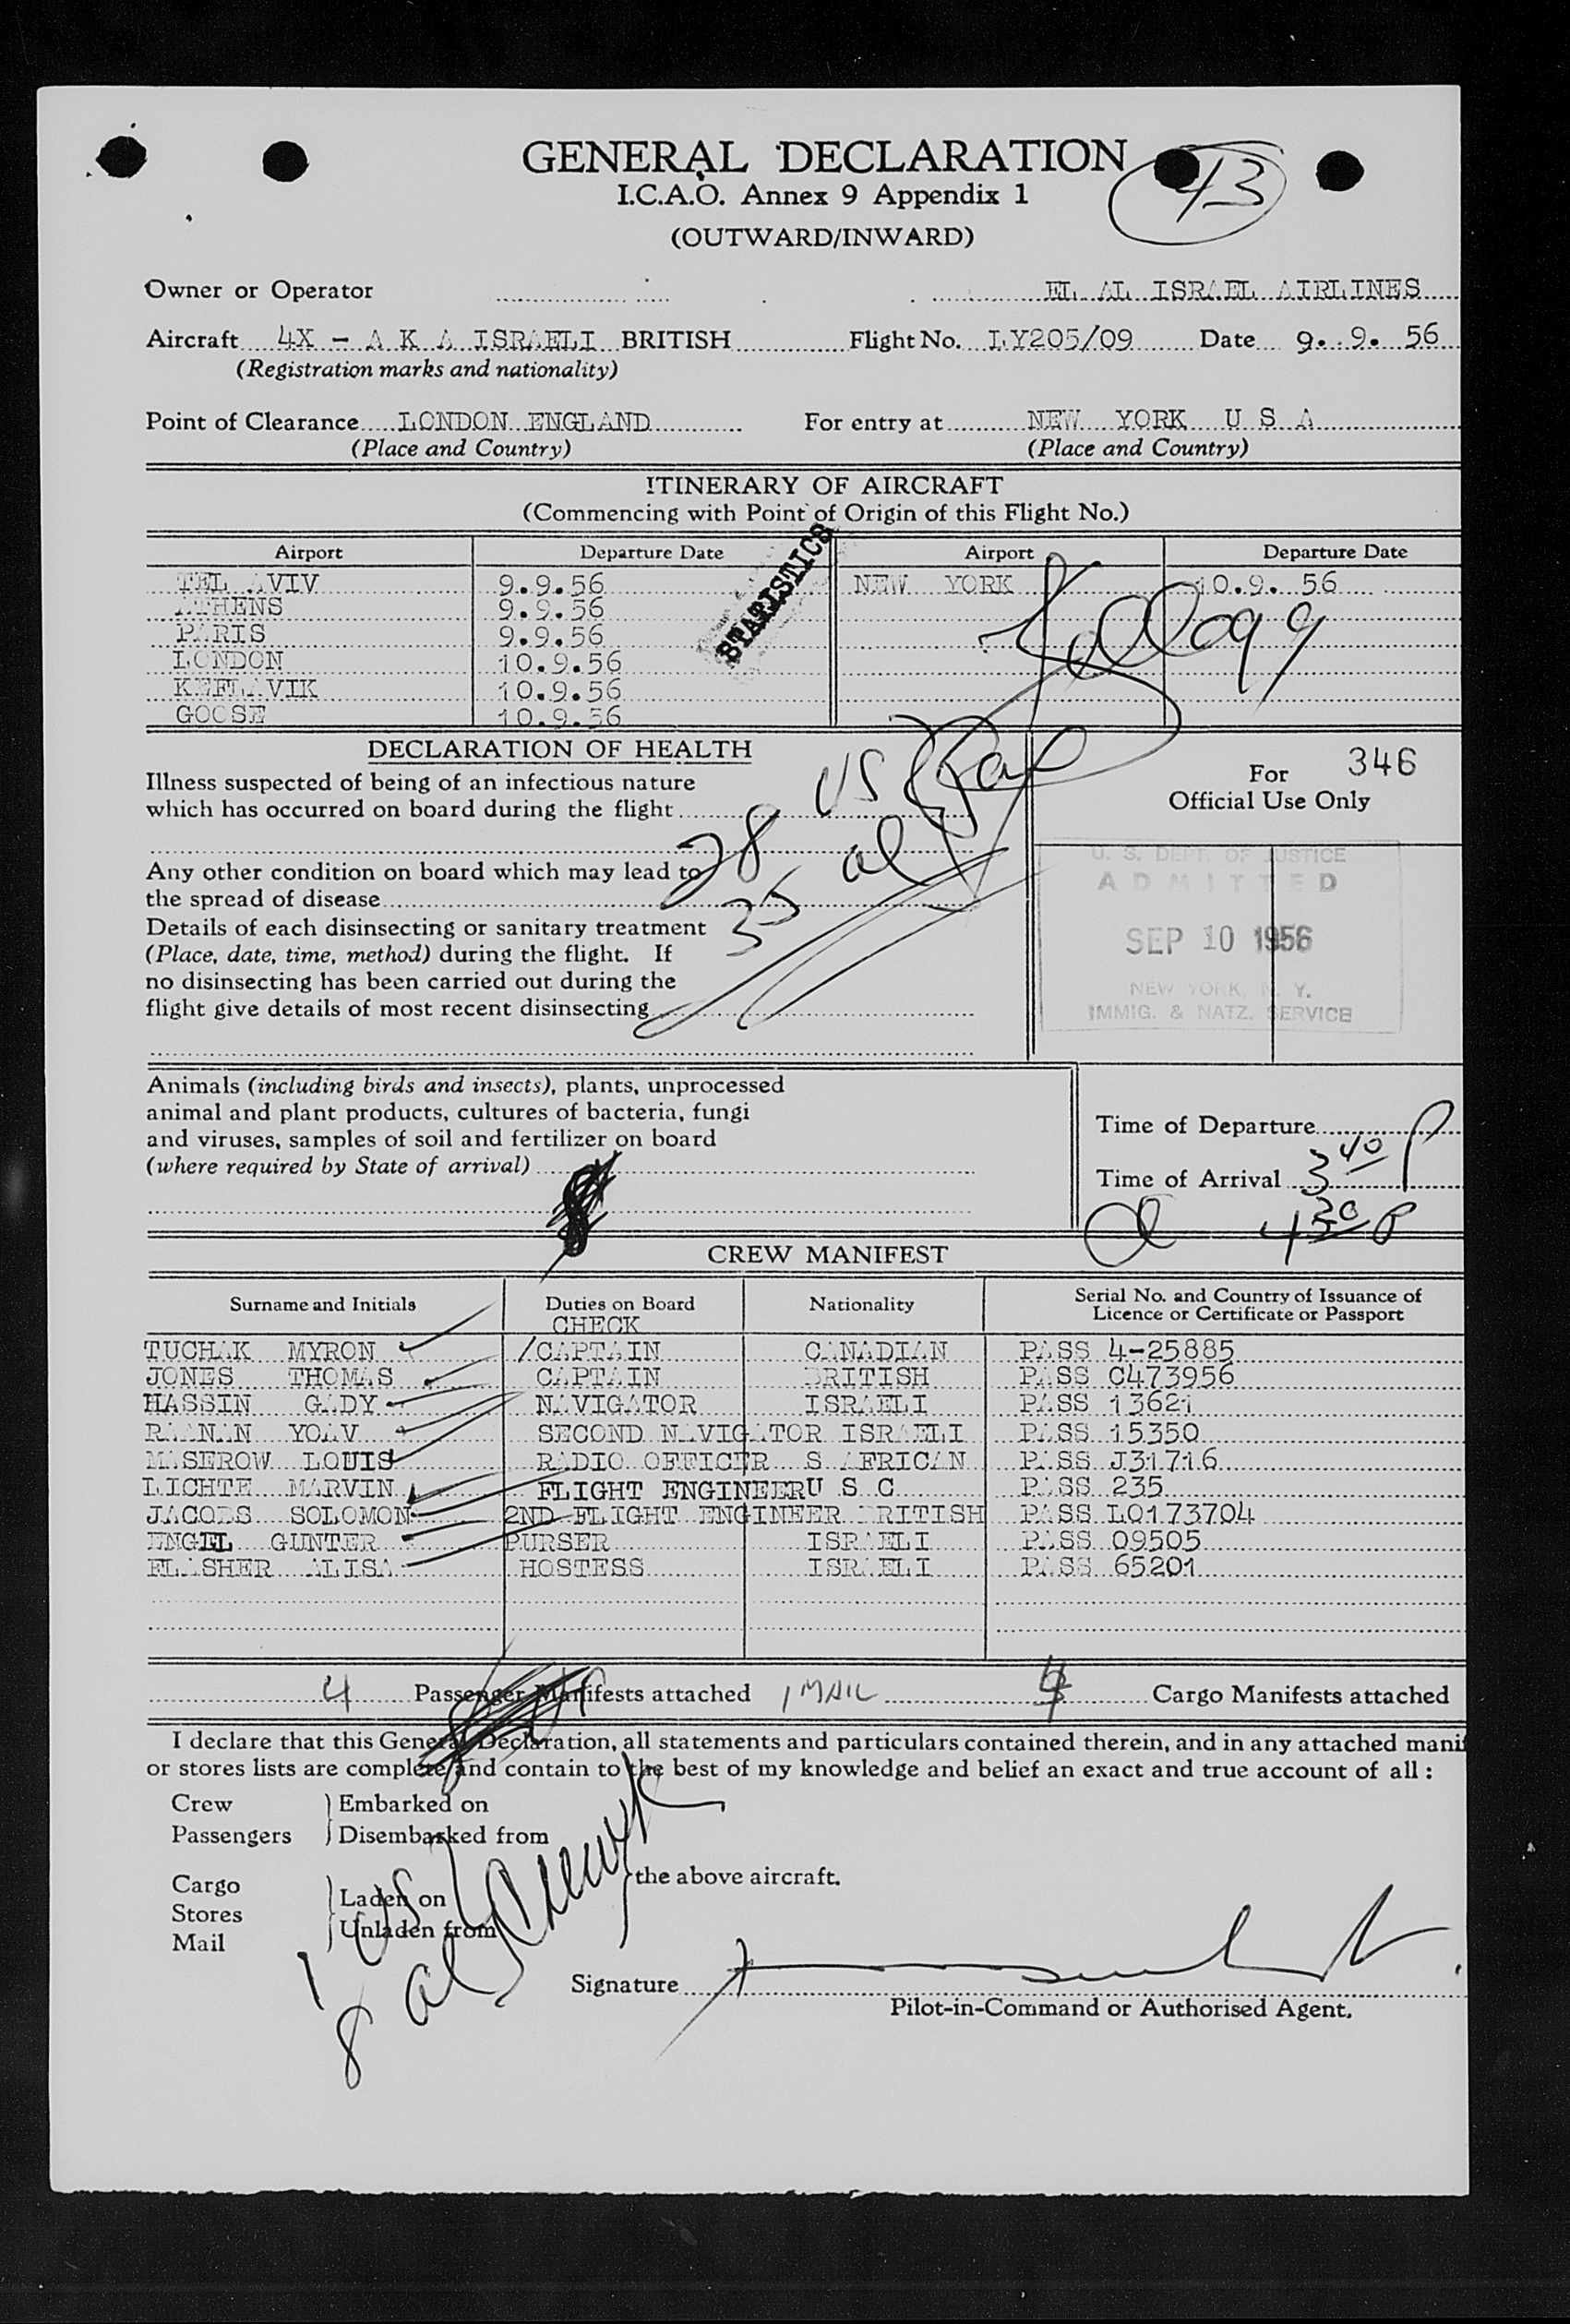 GENERAL DECLARATION
I.C.A.O. Annex 9 Appendix 1
43
(OUTWARD/INWARD)
Owner or Operator EL AL ISRAEL AIRLINES
Aircraft 4X - A K A ISRAELI BRITISH Flight No. LY205/09 Date 9. 9. 56
(Registration marks and nationality)
Point of Clearance LONDON ENGLAND For entry at NEW YORK U S A
(Place and Country) (Place and Country)
ITINERARY OF AIRCRAFT
(Commencing with Point of Origin of this Flight No.)
Airport Departure Date Airport Departure Date
TEL AVIV 9.9.56 NEW YORK 10.9. 56
ATHENS 9.9.56
PARIS 9.9.56
LONDON 10.9.56
KEFLAVIK 10.9.56
GOOSE 10.9.56
STATISTICS
Kellogg
DECLARATION OF HEALTH
Illness suspected of being of an infectious nature
which has occurred on board during the flight
28 US
35 al
Any other condition on board which may lead to
the spread of disease
Details of each disinsecting or sanitary treatment
(Place, date, time, method) during the flight. If
no disinsecting has been carried out during the
flight give details of most recent disinsecting
For 346
Official Use Only
U. S. DEPT. OF JUSTICE
ADMITTED
SEP 10 1956
NEW YORK, N. Y.
IMMIG. & NATZ. SERVICE
Animals (including birds and insects), plants, unprocessed
animal and plant products, cultures of bacteria, fungi
and viruses, samples of soil and fertilizer on board
(where required by State of arrival)
Time of Departure
Time of Arrival 3 40 P
4 30 P
CREW MANIFEST
Surname and Initials Duties on Board Nationality Serial No. and Country of Issuance of
Licence or Certificate or Passport
CHECK
TUCHAK MYRON /CAPTAIN CANADIAN PASS 4-25885
JONES THOMAS CAPTAIN BRITISH PASS C473956
HASSIN GADY NAVIGATOR ISRAELI PASS 13621
RAANAN YOAV SECOND NAVIGATOR ISRAELI PASS 15350
MASEROW LOUIS RADIO OFFICER S AFRICAN PASS J31716
LICHTE MARVIN FLIGHT ENGINEER U S C PASS 235
JACOBS SOLOMON 2ND FLIGHT ENGINEER BRITISH PASS L0173704
ENGEL GUNTER PURSER ISRAELI PASS 09505
FLASHER ALISA HOSTESS ISRAELI PASS 65201
4 Passenger Manifests attached 1 MAIL Cargo Manifests attached
I declare that this General Declaration, all statements and particulars contained therein, and in any attached manif
or stores lists are complete and contain to the best of my knowledge and belief an exact and true account of all :
Crew Embarked on
Passengers Disembarked from
the above aircraft.
Cargo Laden on
Stores Unladen from
Mail
1 US
8 al
Signature
Pilot-in-Command or Authorised Agent.